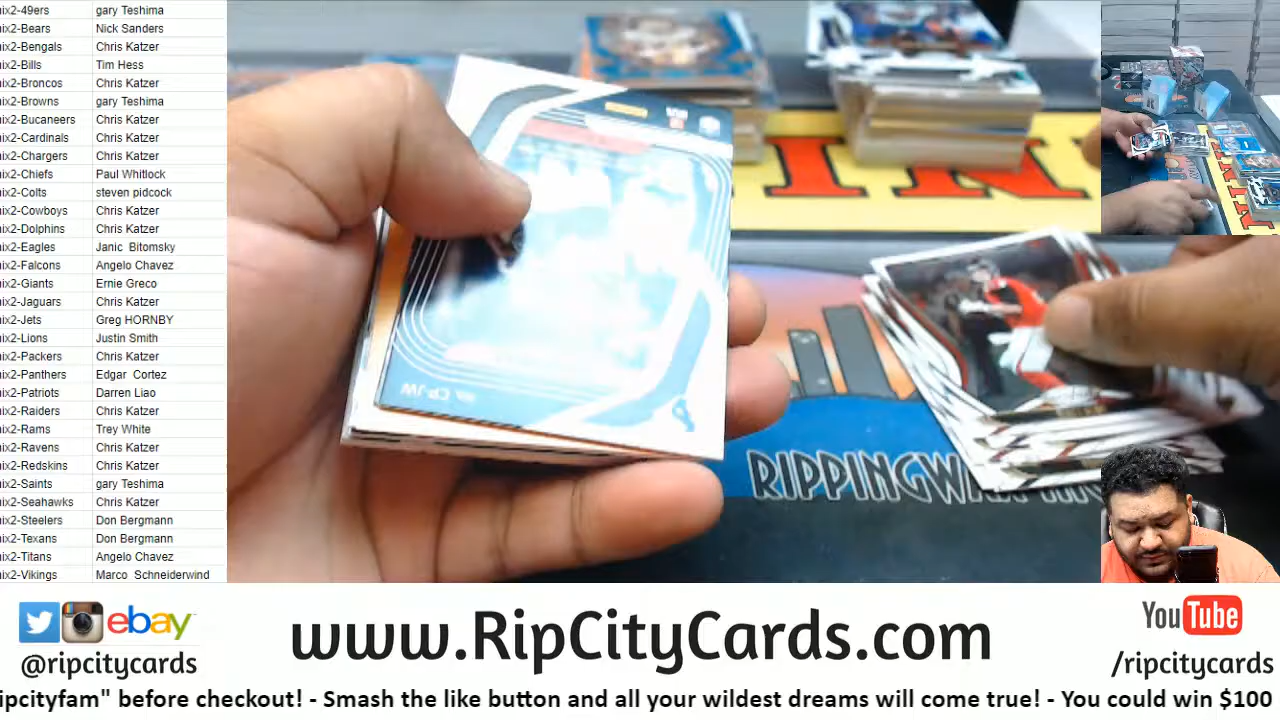 ix2-49ers gary Teshima
ix2-Bears Nick Sanders
ix2-Bengals Chris Katzer
ix2-Bills Tim Hess
ix2-Broncos Chris Katzer
ix2-Browns gary Teshima
ix2-Bucaneers Chris Katzer
ix2-Cardinals Chris Katzer
ix2-Chargers Chris Katzer
ix2-Chiefs Paul Whitlock
ix2-Colts steven pidcock
ix2-Cowboys Chris Katzer
ix2-Dolphins Chris Katzer
ix2-Eagles Janic Bitomsky
ix2-Falcons Angelo Chavez
ix2-Giants Ernie Greco
ix2-Jaguars Chris Katzer
ix2-Jets Greg HORNBY
ix2-Lions Justin Smith
ix2-Packers Chris Katzer
ix2-Panthers Edgar Cortez
ix2-Patriots Darren Liao
ix2-Raiders Chris Katzer
ix2-Rams Trey White
ix2-Ravens Chris Katzer
ix2-Redskins Chris Katzer
ix2-Saints gary Teshima
ix2-Seahawks Chris Katzer
ix2-Steelers Don Bergmann
ix2-Texans Don Bergmann
ix2-Titans Angelo Chavez
ix2-Vikings Marco Schneiderwind
CP-JW
ebay
@ripcitycards
www.RipCityCards.com
YouTube
/ripcitycards
ipcityfam" before checkout! - Smash the like button and all your wildest dreams will come true! - You could win $100